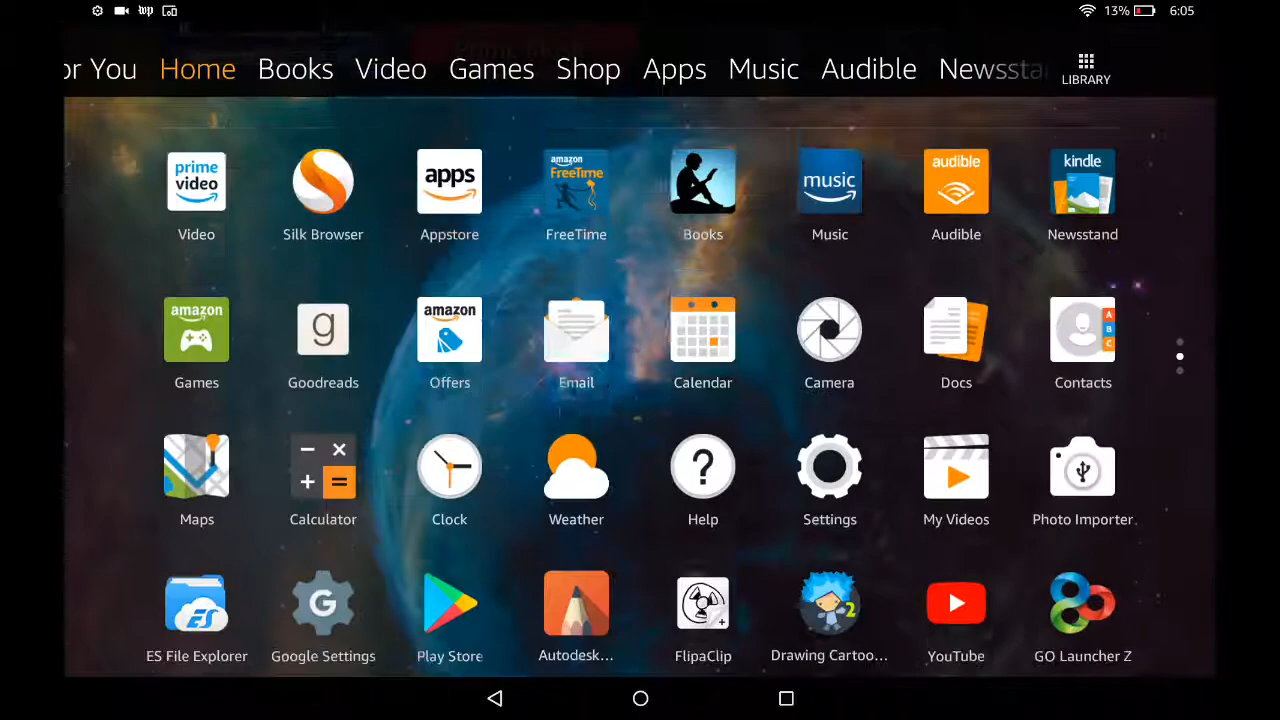 wp 13% 6:05
or You Home Books Video Games Shop Apps Music Audible Newssta
LIBRARY
prime video
apps
amazon FreeTime
music
audible
kindle
Video Silk Browser Appstore FreeTime Books Music Audible Newsstand
amazon
g
amazon
A
B
C
Games Goodreads Offers Email Calendar Camera Docs Contacts
− ×
+ =
?
Maps Calculator Clock Weather Help Settings My Videos Photo Importer
ES
G
2
ES File Explorer Google Settings Play Store Autodesk... FlipaClip Drawing Cartoo... YouTube GO Launcher Z